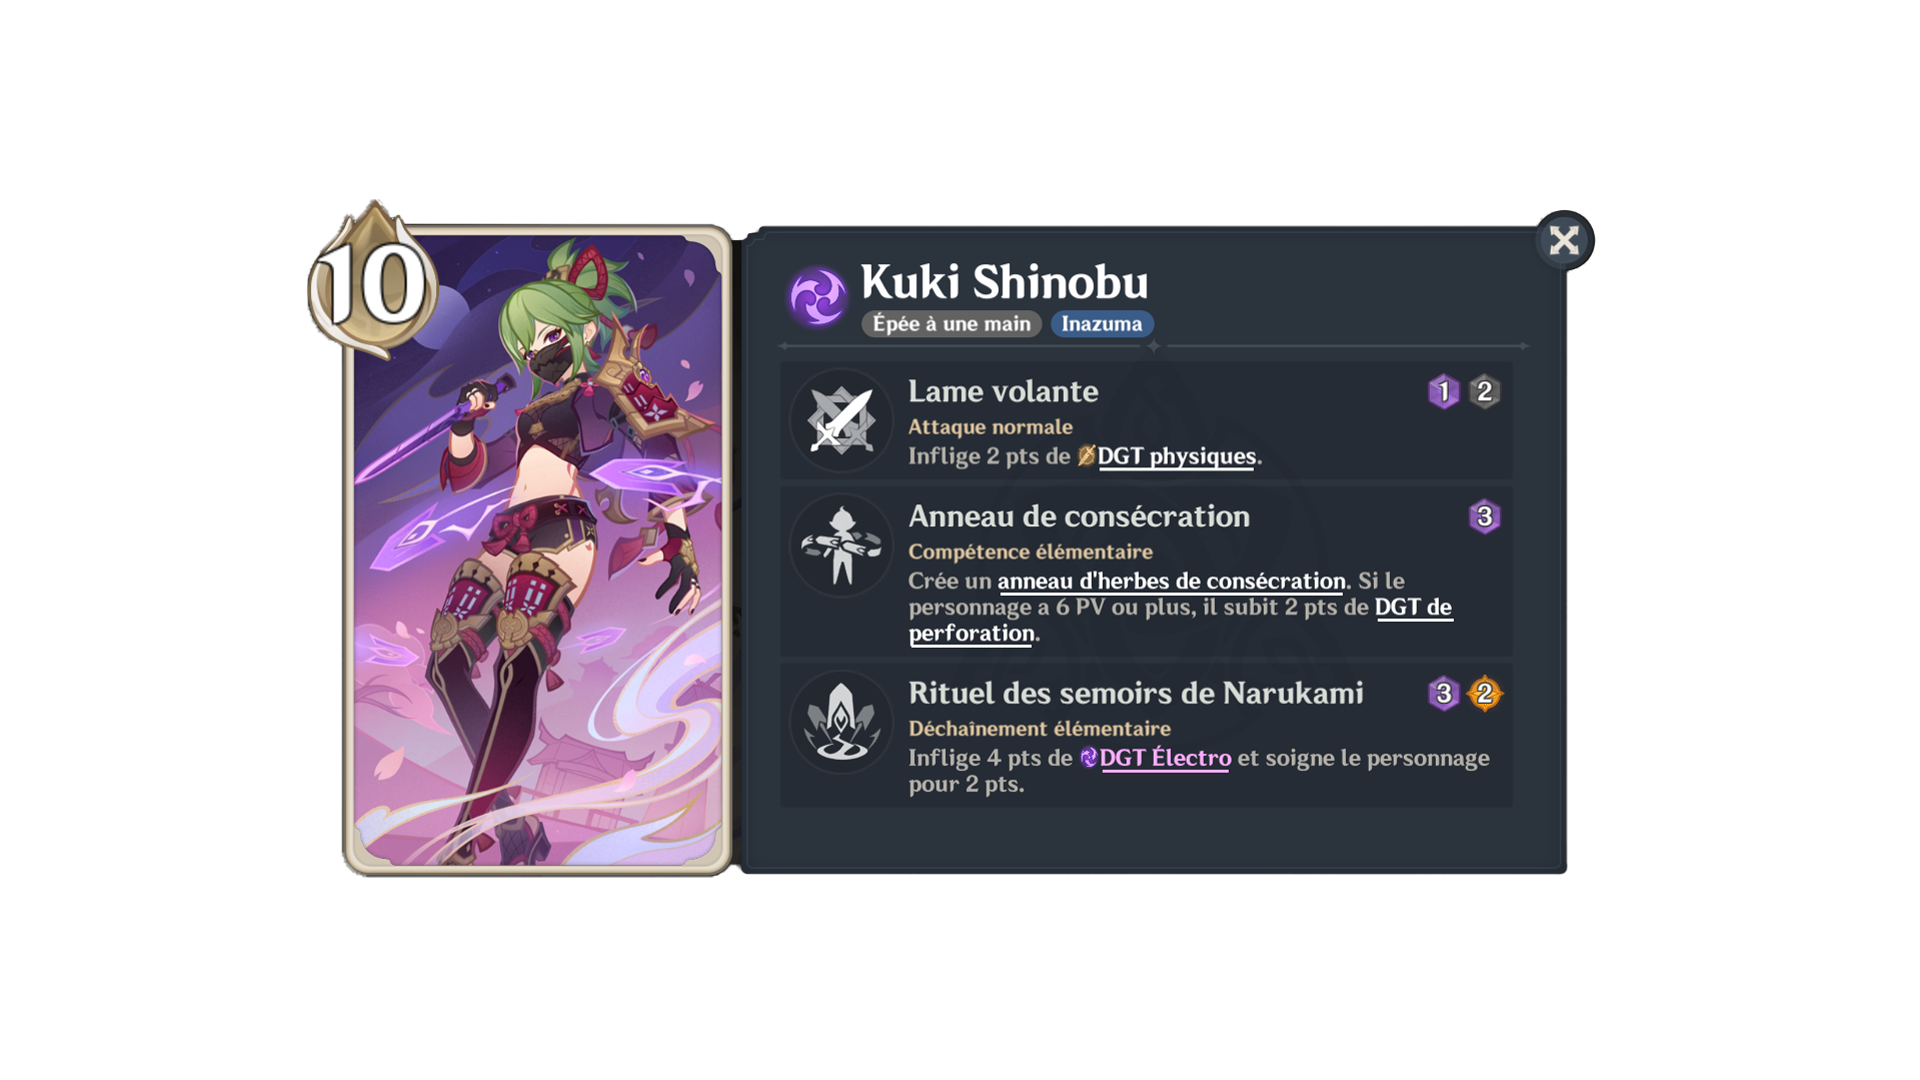 10
Kuki Shinobu
Épée à une main Inazuma
Lame volante 1 2
Attaque normale
Inflige 2 pts de DGT physiques.
Anneau de consécration 3
Compétence élémentaire
Crée un anneau d'herbes de consécration. Si le
personnage a 6 PV ou plus, il subit 2 pts de DGT de
perforation.
Rituel des semoirs de Narukami 3 2
Déchaînement élémentaire
Inflige 4 pts de DGT Électro et soigne le personnage
pour 2 pts.